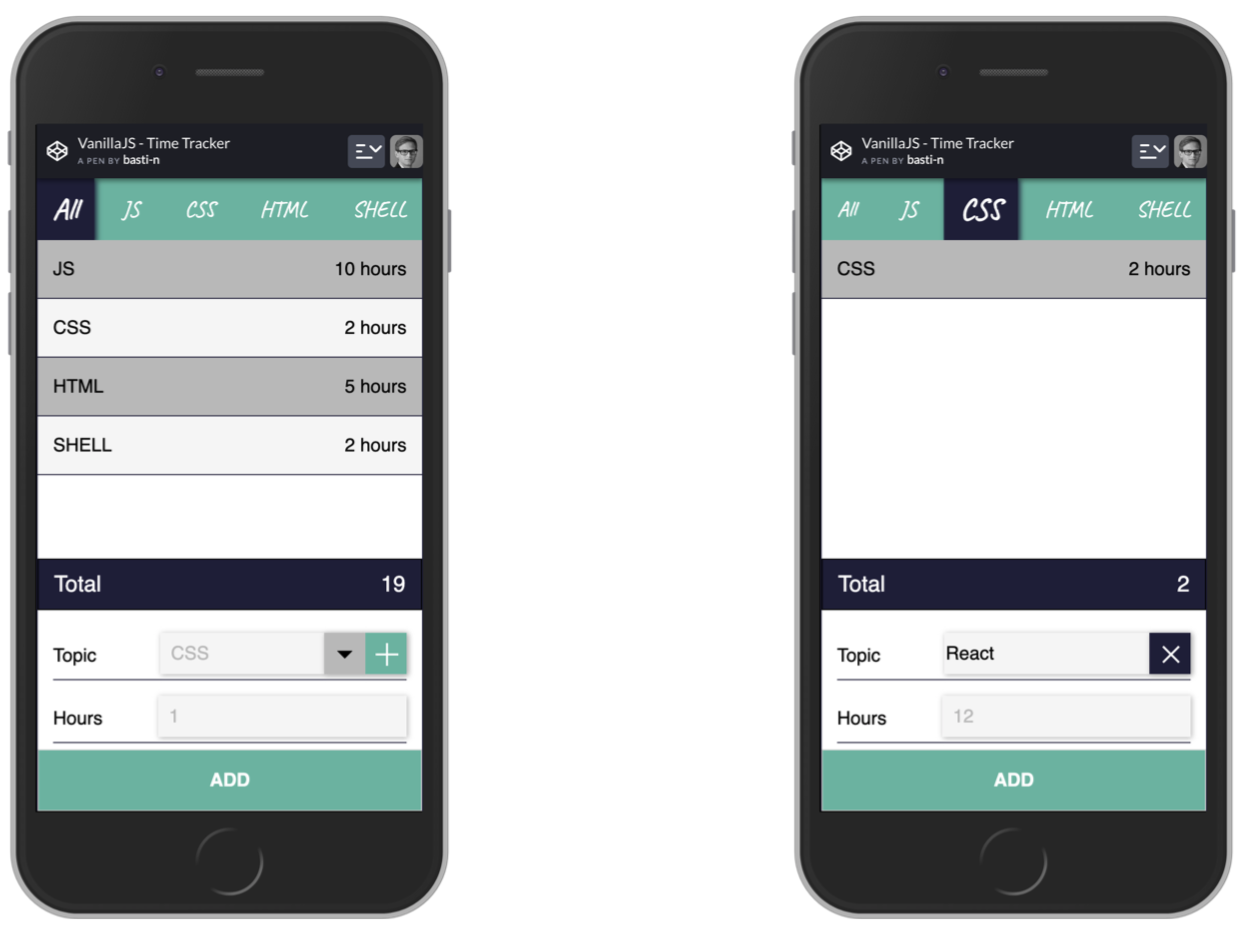 VanillaJS - Time Tracker
A PEN BY basti-n
All JS CSS HTML SHELL
JS 10 hours
CSS 2 hours
HTML 5 hours
SHELL 2 hours
Total 19
Topic CSS
Hours 1
ADD
VanillaJS - Time Tracker
A PEN BY basti-n
All JS CSS HTML SHELL
CSS 2 hours
Total 2
Topic React
Hours 12
ADD